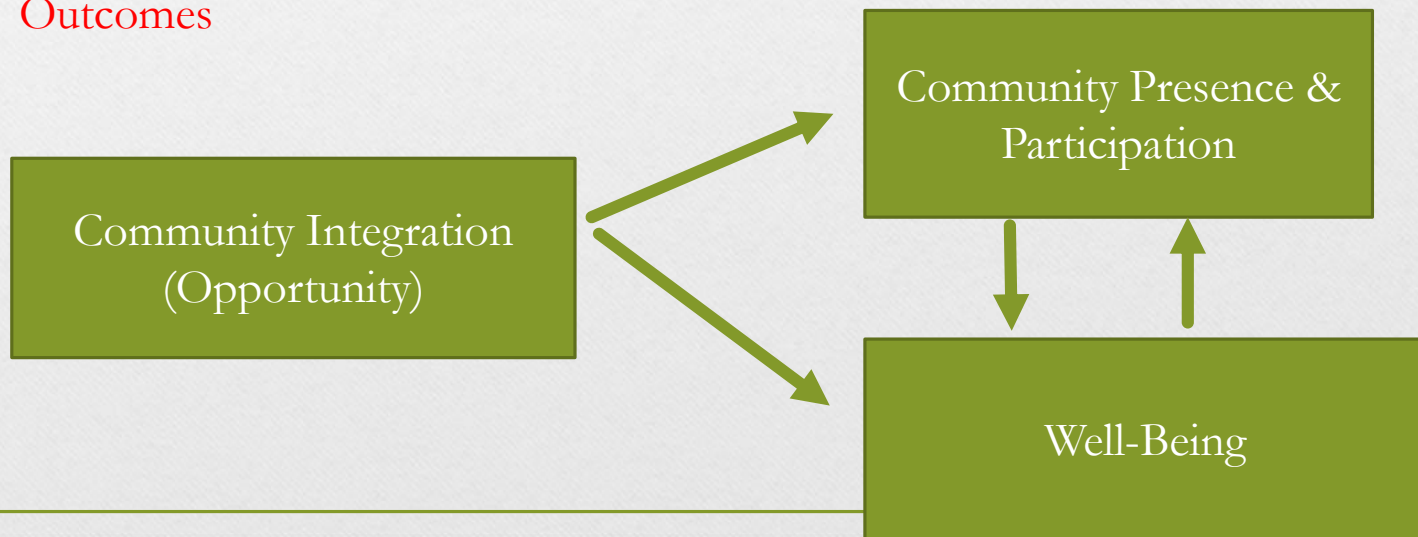 Outcomes
Community Presence &
Participation
Community Integration
(Opportunity)
Well-Being